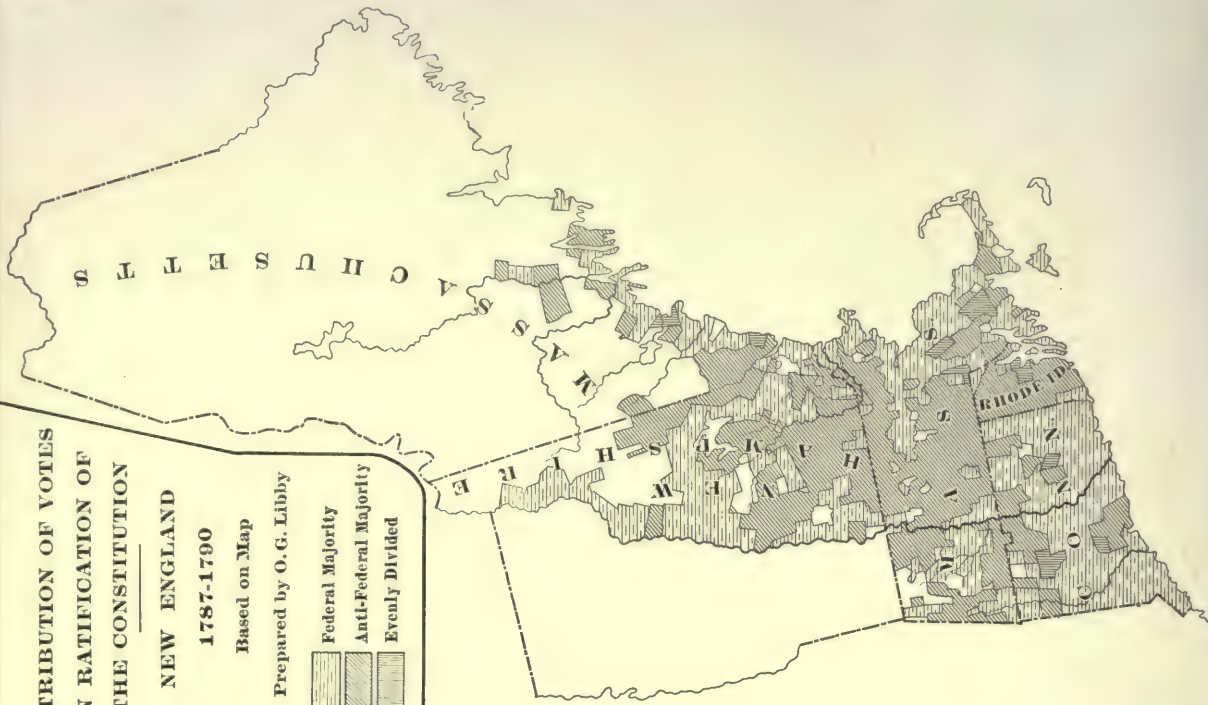 TRIBUTION OF VOTES
N RATIFICATION OF
THE CONSTITUTION
NEW ENGLAND
1787-1790
Based on Map
Prepared by O. G. Libby
Federal Majority
Anti-Federal Majority
Evenly Divided
MASSACHUSETTS
NEW
HAMPSHIRE
MASS
RHODE ID.
CONN